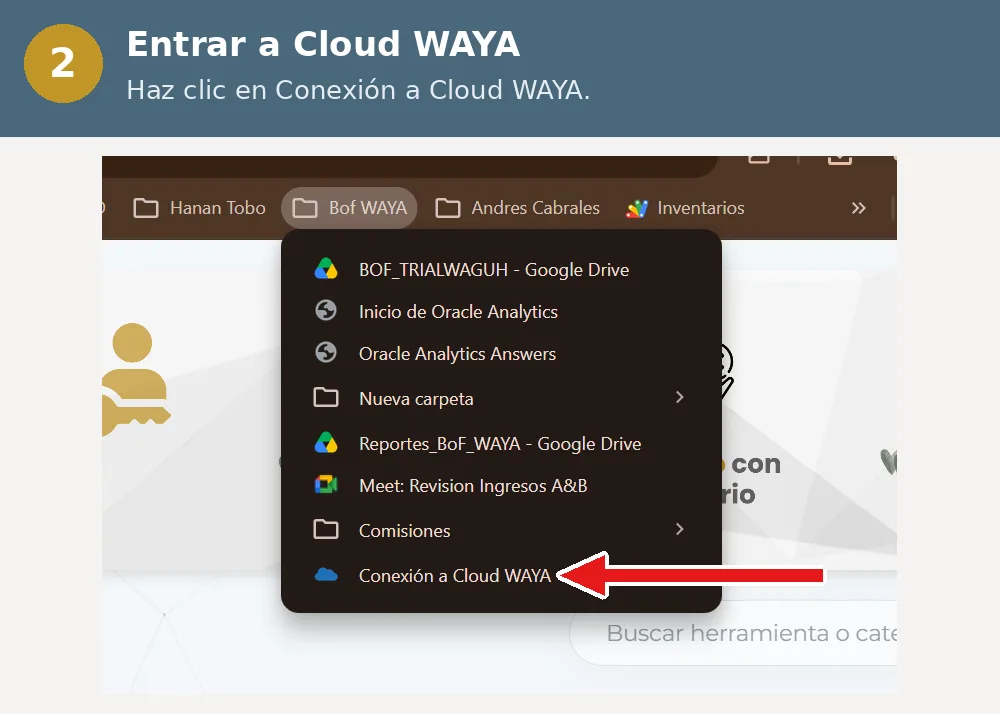 2
Entrar a Cloud WAYA
Haz clic en Conexión a Cloud WAYA.
Hanan Tobo
Bof WAYA
Andres Cabrales
Inventarios
BOF_TRIALWAGUH - Google Drive
Inicio de Oracle Analytics
Oracle Analytics Answers
Nueva carpeta
Reportes_BoF_WAYA - Google Drive
Meet: Revision Ingresos A&B
Comisiones
Conexión a Cloud WAYA
con
rio
Buscar herramienta o cate